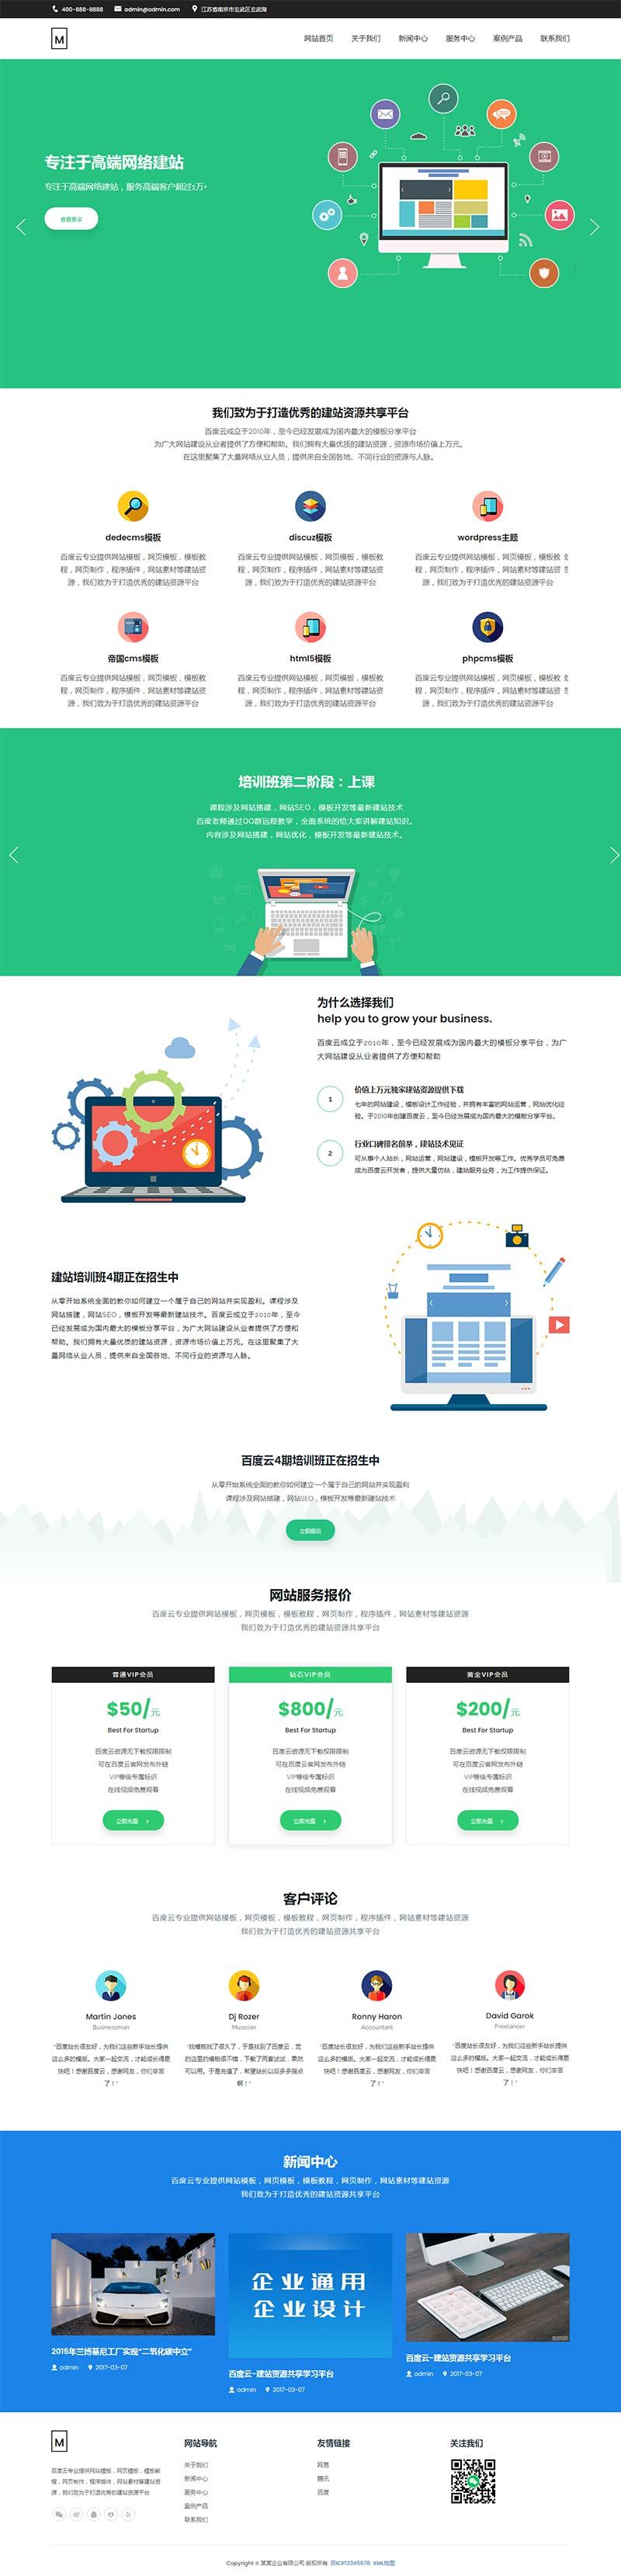 400-888-8888 admin@admin.com 江苏省南京市玄武区玄武湖
M
网站首页 关于我们 新闻中心 服务中心 案例产品 联系我们
专注于高端网络建站
专注于高端网络建站，服务高端客户超过1万+
查看更多
我们致为于打造优秀的建站资源共享平台
百度云成立于2010年，至今已经发展成为国内最大的模板分享平台
为广大网站建设从业者提供了方便和帮助。我们拥有大量优质的建站资源，资源市场价值上万元。
在这里聚集了大量网络从业人员，提供来自全国各地、不同行业的资源与人脉。
dedecms模板 discuz模板 wordpress主题
百度云专业提供网站模板，网页模板，模板教 百度云专业提供网站模板，网页模板，模板教 百度云专业提供网站模板，网页模板，模板教
程，网页制作，程序插件，网站素材等建站资 程，网页制作，程序插件，网站素材等建站资 程，网页制作，程序插件，网站素材等建站资
源，我们致为于打造优秀的建站资源平台 源，我们致为于打造优秀的建站资源平台 源，我们致为于打造优秀的建站资源平台
帝国cms模板 html5模板 phpcms模板
百度云专业提供网站模板，网页模板，模板教 百度云专业提供网站模板，网页模板，模板教 百度云专业提供网站模板，网页模板，模板教
程，网页制作，程序插件，网站素材等建站资 程，网页制作，程序插件，网站素材等建站资 程，网页制作，程序插件，网站素材等建站资
源，我们致为于打造优秀的建站资源平台 源，我们致为于打造优秀的建站资源平台 源，我们致为于打造优秀的建站资源平台
培训班第二阶段：上课
课程涉及网站搭建，网站SEO，模板开发等最新建站技术
百度老师通过QQ群远程教学，全面系统的给大家讲解建站知识。
内容涉及网站搭建，网站优化，模板开发等最新建站技术。
为什么选择我们
help you to grow your business.
百度云成立于2010年，至今已经发展成为国内最大的模板分享平台，为广
大网站建设从业者提供了方便和帮助
1 价值上万元独家建站资源提供下载
七年的网站建设，模板设计工作经验，并拥有丰富的网站运营，网站优化经
验。于2010年创建百度云，至今已经发展成为国内最大的模板分享平台。
2 行业口碑排名前茅，建站技术见证
可从事个人站长，网站运营，网站建设，模板开发等工作。优秀学员可免费
成为百度云开发者，提供大量仿站，建站服务业务，为工作提供保证。
建站培训班4期正在招生中
从零开始系统全面的教你如何建立一个属于自己的网站并实现盈利。课程涉及
网站搭建，网站SEO，模板开发等最新建站技术。百度云成立于2010年，至今
已经发展成为国内最大的模板分享平台，为广大网站建设从业者提供了方便和
帮助。我们拥有大量优质的建站资源，资源市场价值上万元。在这里聚集了大
量网络从业人员，提供来自全国各地、不同行业的资源与人脉。
百度云4期培训班正在招生中
从零开始系统全面的教你如何建立一个属于自己的网站并实现盈利
课程涉及网站搭建，网站SEO，模板开发等最新建站技术
立即报名
网站服务报价
百度云专业提供网站模板，网页模板，模板教程，网页制作，程序插件，网站素材等建站资源
我们致为于打造优秀的建站资源共享平台
普通VIP会员 钻石VIP会员 黄金VIP会员
$50/元 $800/元 $200/元
Best For Startup Best For Startup Best For Startup
百度云资源无下载权限限制 百度云资源无下载权限限制 百度云资源无下载权限限制
可在百度云官网发布外链 可在百度云官网发布外链 可在百度云官网发布外链
VIP等级专属标识 VIP等级专属标识 VIP等级专属标识
在线视频免费观看 在线视频免费观看 在线视频免费观看
立即充值 立即充值 立即充值
客户评论
百度云专业提供网站模板，网页模板，模板教程，网页制作，程序插件，网站素材等建站资源
我们致为于打造优秀的建站资源共享平台
Martin Jones Dj Rozer Ronny Haron David Garok
Businessman Musician Accountant Freelancer
"百度站长很友好，为我们这些新手站长提供 "找模板找了很久了，于是找到了百度云，觉 "百度站长很友好，为我们这些新手站长提供 "百度站长很友好，为我们这些新手站长提供
这么多的模版。大家一起交流，才能成长得更 的这里的模板很不错，下载了两套试试，果然 这么多的模版。大家一起交流，才能成长得更 这么多的模版。大家一起交流，才能成长得更
快吧！感谢百度云，感谢网友，你们辛苦 可以用。于是充值了，希望站长以后多多指点 快吧！感谢百度云，感谢网友，你们辛苦 快吧！感谢百度云，感谢网友，你们辛苦
了！" 啊！" 了！" 了！"
新闻中心
百度云专业提供网站模板，网页模板，模板教程，网页制作，网站素材等建站资源
我们致为于打造优秀的建站资源共享平台
企业通用
企业设计
2015年兰博基尼工厂实现"二氧化碳中立"
admin 2017-03-07
百度云-建站资源共享学习平台
admin 2017-03-07
百度云-建站资源共享学习平台
admin 2017-03-07
M
百度云专业提供网站模板，网页模板，模板教
程，网页制作，程序插件，网站素材等建站资
源，我们致为于打造优秀的建站资源平台
网站导航
关于我们
新闻中心
服务中心
案例产品
联系我们
友情链接
网易
腾讯
百度
关注我们
Copyright © 某某企业有限公司 版权所有 苏ICP12345678 XML地图